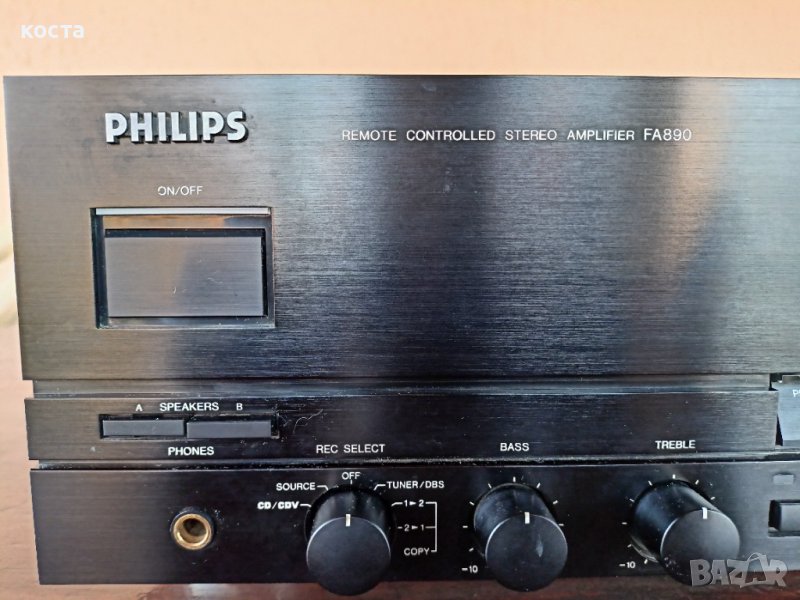 коста
PHILIPS
REMOTE CONTROLLED STEREO AMPLIFIER FA890
ON/OFF
A SPEAKERS B
PHONES
REC SELECT
BASS
TREBLE
OFF
SOURCE
TUNER/DBS
CD/CDV
1►2
2►1
COPY
-10
-10
BAZAR